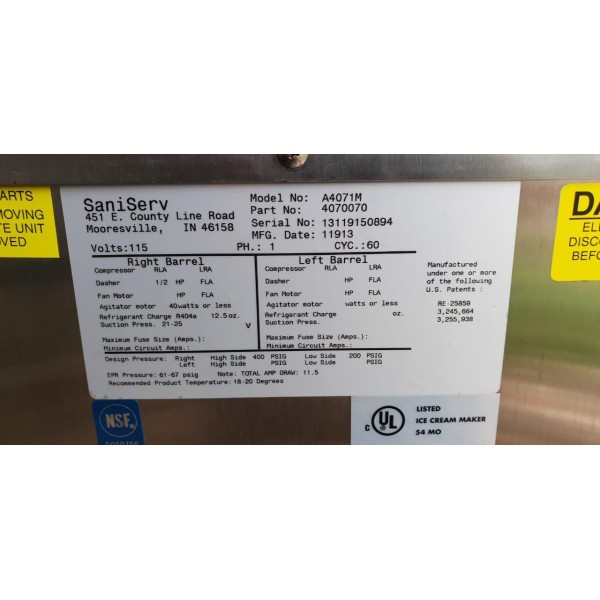 ARTS
MOVING
TE UNIT
OVED
SaniServ
451 E. County Line Road
Mooresville, IN 46158
Model No: A4071M
Part No: 4070070
Serial No: 13119150894
MFG. Date: 11913
Volts:115 PH.: 1 CYC.:60
Right Barrel
Compressor RLA LRA
Dasher 1/2 HP FLA
Fan Motor HP FLA
Agitator motor 40watts or less
Refrigerant Charge R404a 12.5oz.
Suction Press. 21-25 V
Maximum Fuse Size (Amps.):
Minimum Circuit Amps.:
Left Barrel
Compressor RLA LRA
Dasher HP FLA
Fan Motor HP FLA
Agitator motor watts or less
Refrigerant Charge oz.
Suction Press.
Maximum Fuse Size (Amps.):
Minimum Circuit Amps.:
Manufactured
under one or more
of the following
U.S. Patents :
RE-25859
3,245,664
3,255,938
Design Pressure: Right High Side 400 PSIG Low Side 200 PSIG
Left High Side PSIG Low Side PSIG
EPR Pressure: 61-67 psig Note: TOTAL AMP DRAW: 11.5
Recommended Product Temperature: 18-20 Degrees
DA
ELE
DISCO
BEFO
NSF
C UL
LISTED
ICE CREAM MAKER
54 MO